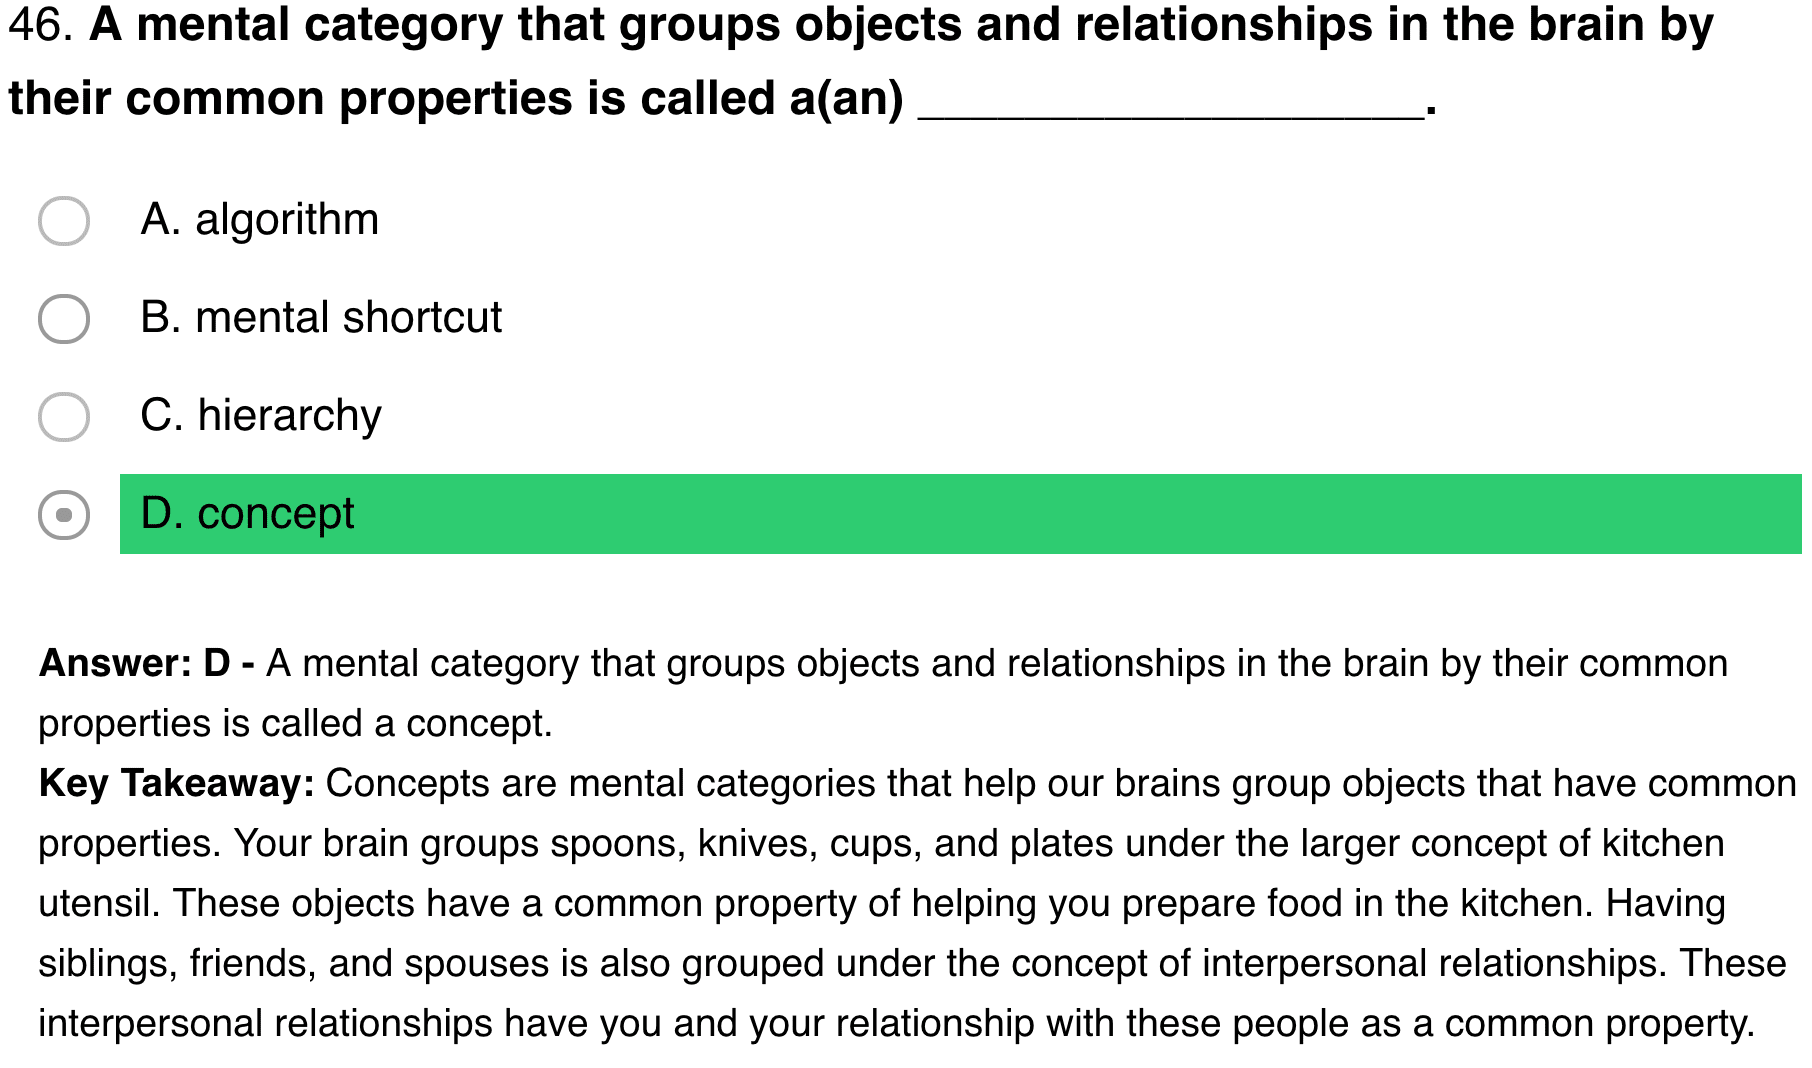 46. A mental category that groups objects and relationships in the brain by
their common properties is called a(an) ___________________.
A. algorithm
B. mental shortcut
C. hierarchy
D. concept
Answer: D - A mental category that groups objects and relationships in the brain by their common
properties is called a concept.
Key Takeaway: Concepts are mental categories that help our brains group objects that have common
properties. Your brain groups spoons, knives, cups, and plates under the larger concept of kitchen
utensil. These objects have a common property of helping you prepare food in the kitchen. Having
siblings, friends, and spouses is also grouped under the concept of interpersonal relationships. These
interpersonal relationships have you and your relationship with these people as a common property.